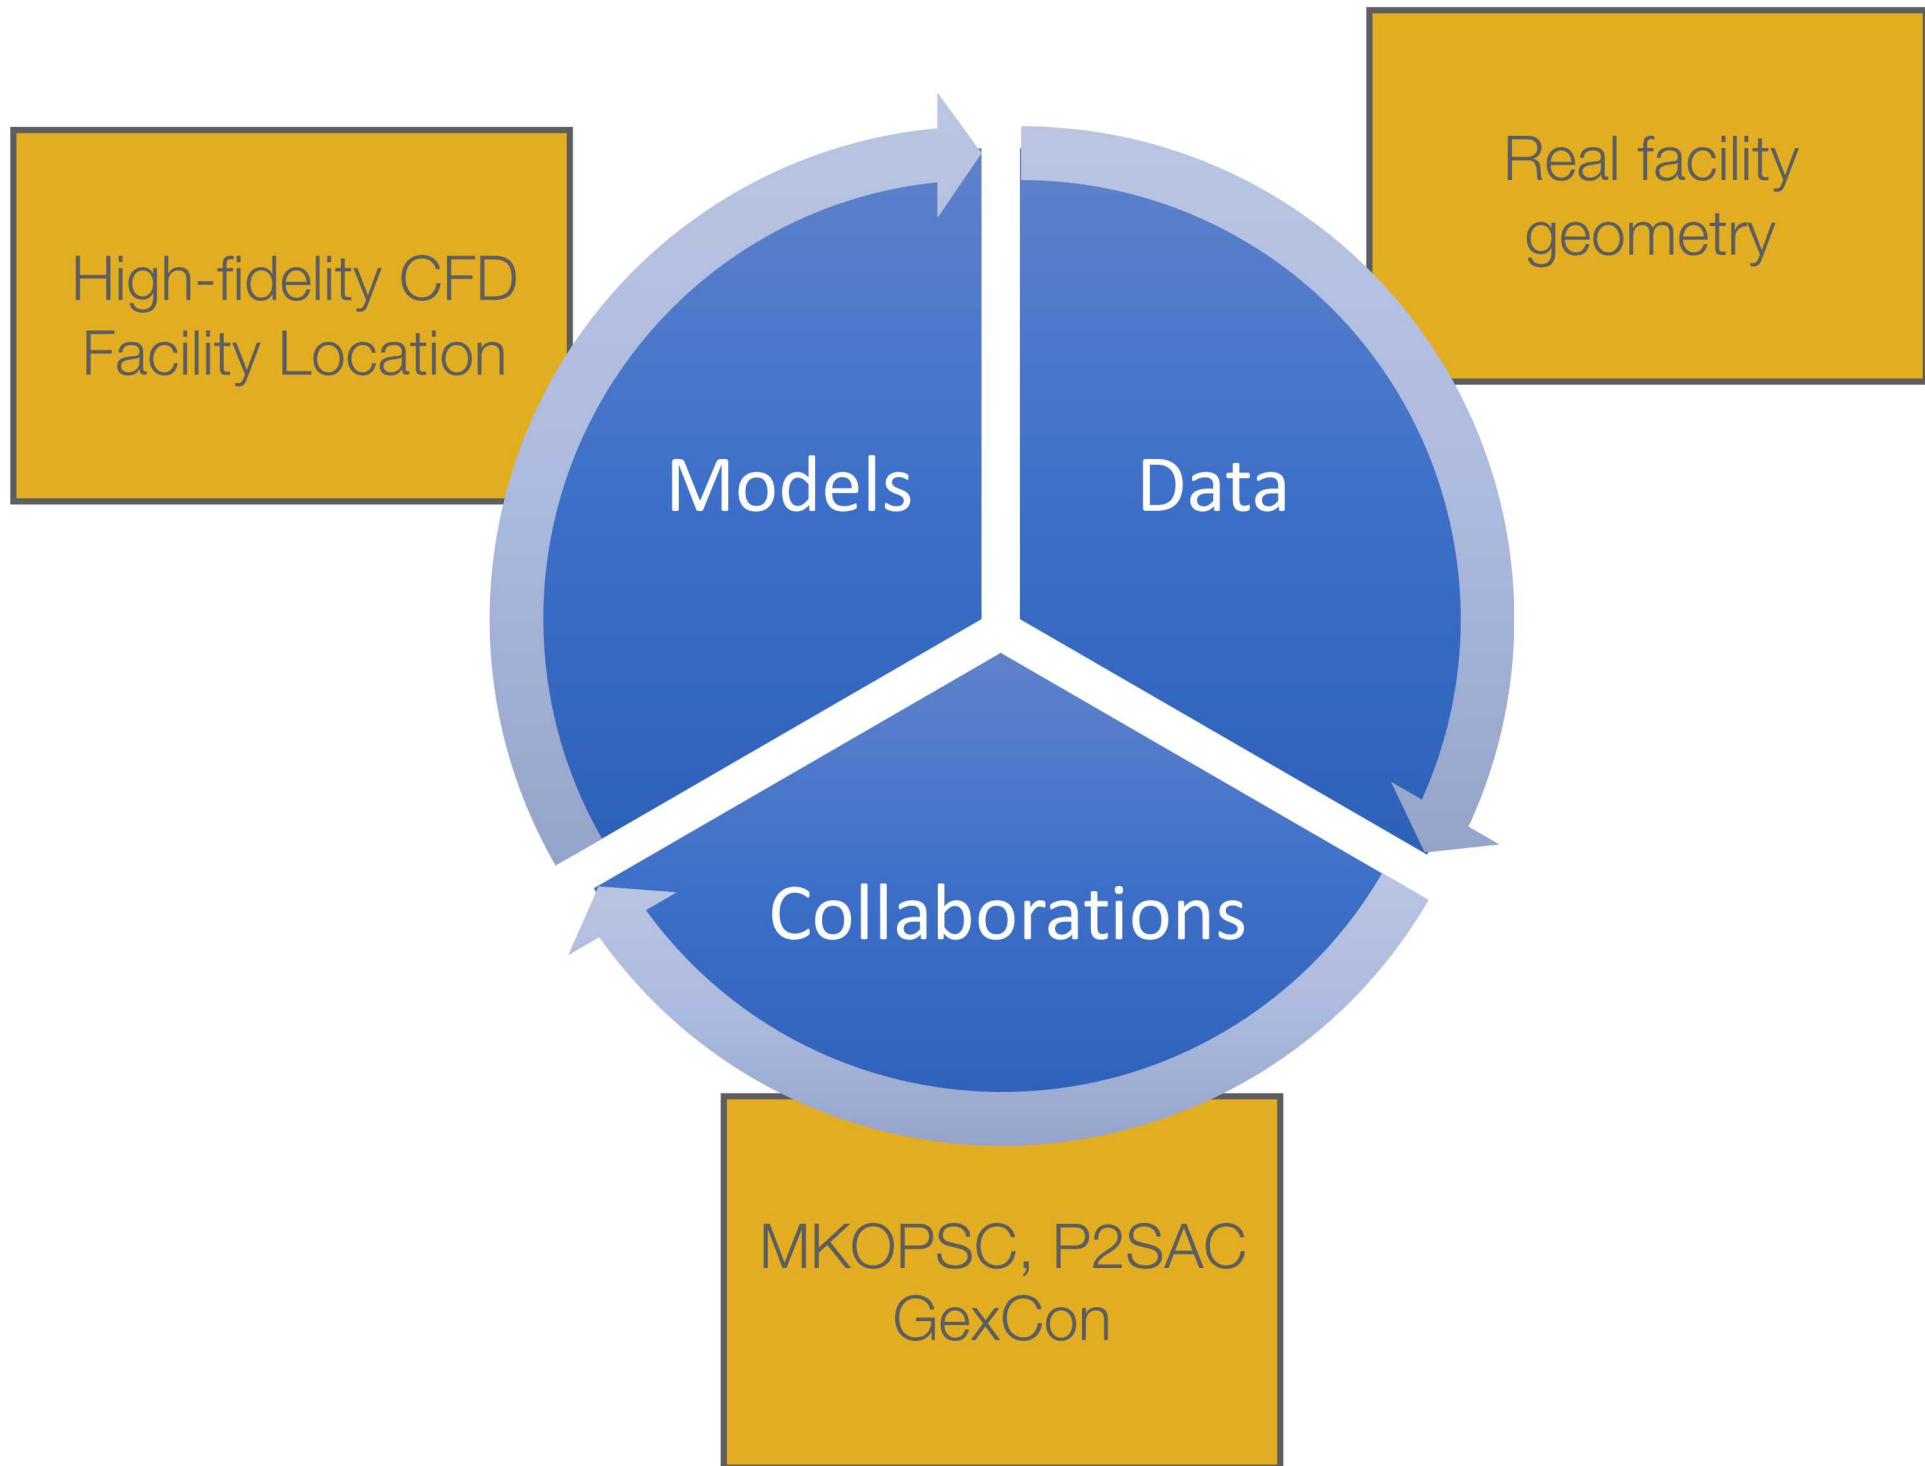 Real facility
geometry
High-fidelity CFD
Facility Location
Models
Data
Collaborations
MKOPSC, P2SAC
GexCon